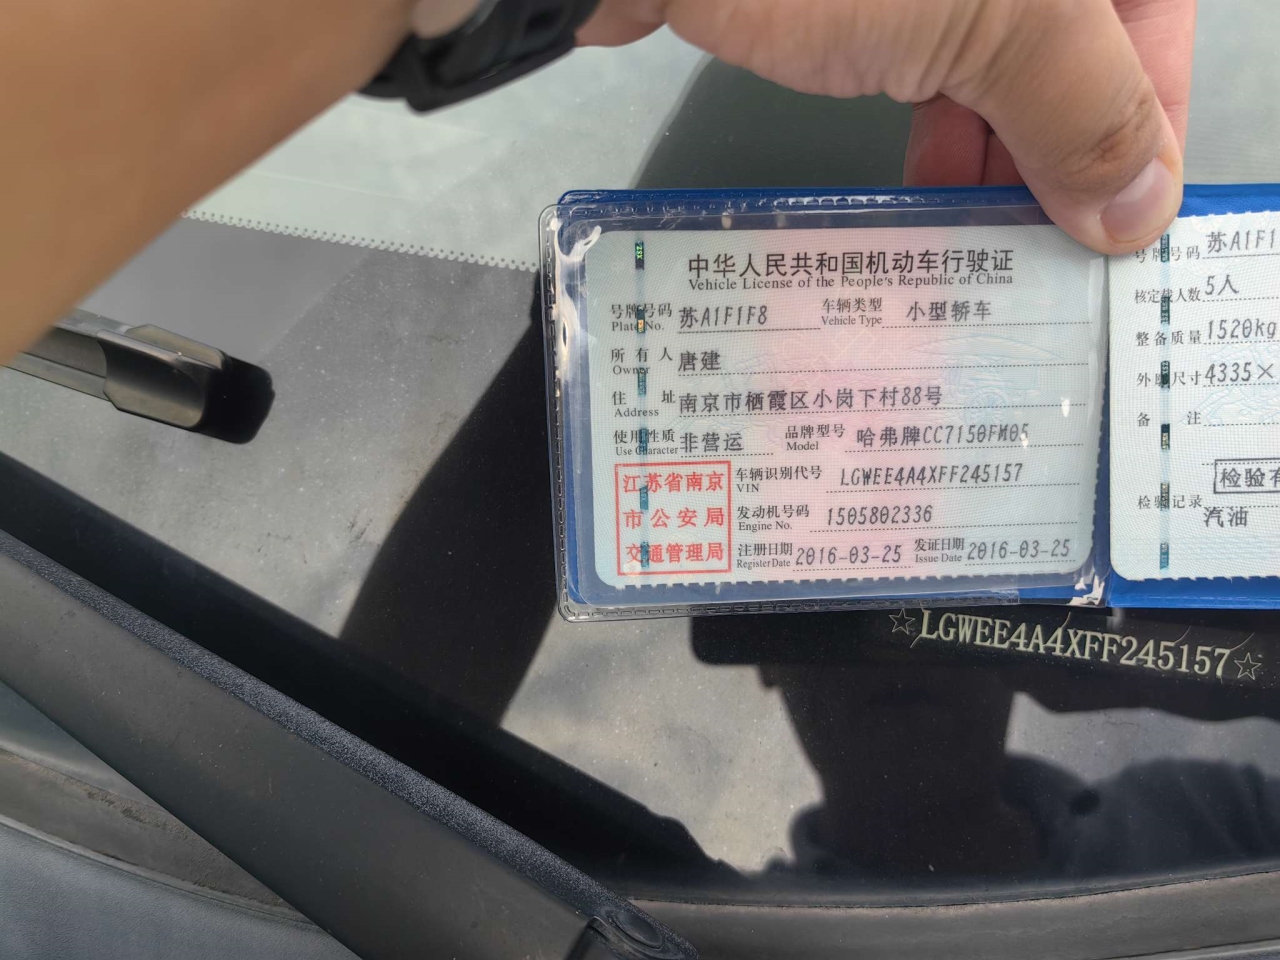 中华人民共和国机动车行驶证
Vehicle License of the People's Republic of China
号牌号码 苏A1F1F8 车辆类型 小型轿车
Plate No. Vehicle Type
所有人 唐建
Owner
住址 南京市栖霞区小岗下村88号
Address
使用性质 非营运 品牌型号 哈弗牌CC7150FM05
Use Character Model
江苏省南京
市公安局
交通管理局
车辆识别代号 LGWEE4A4XFF245157
VIN
发动机号码 1505802336
Engine No.
注册日期 2016-03-25 发证日期 2016-03-25
Register Date Issue Date
号牌号码 苏A1F1
核定载人数 5人
整备质量 1520kg
外廓尺寸 4335×
备注
检验有
检验记录
汽油
☆LGWEE4A4XFF245157☆